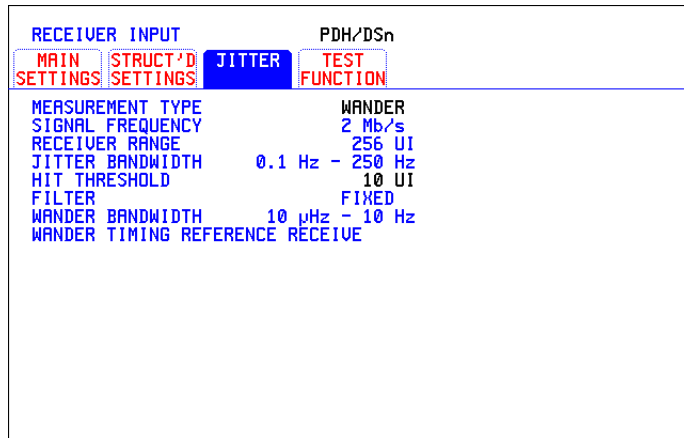 RECEIVER INPUT PDH/DSn
MAIN SETTINGS STRUCT'D SETTINGS JITTER TEST FUNCTION
MEASUREMENT TYPE WANDER
SIGNAL FREQUENCY 2 Mb/s
RECEIVER RANGE 256 UI
JITTER BANDWIDTH 0.1 Hz - 250 Hz
HIT THRESHOLD 10 UI
FILTER FIXED
WANDER BANDWIDTH 10 µHz - 10 Hz
WANDER TIMING REFERENCE RECEIVE